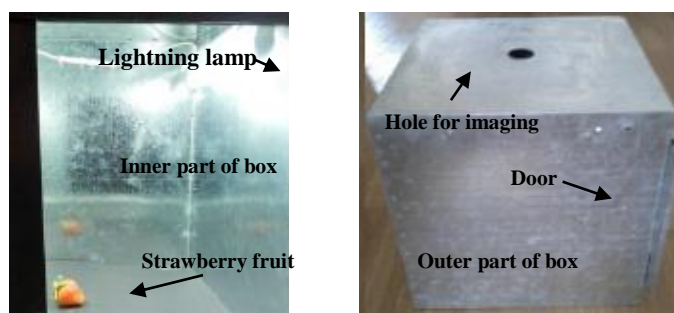 Lightning lamp
Inner part of box
Strawberry fruit
Hole for imaging
Door
Outer part of box